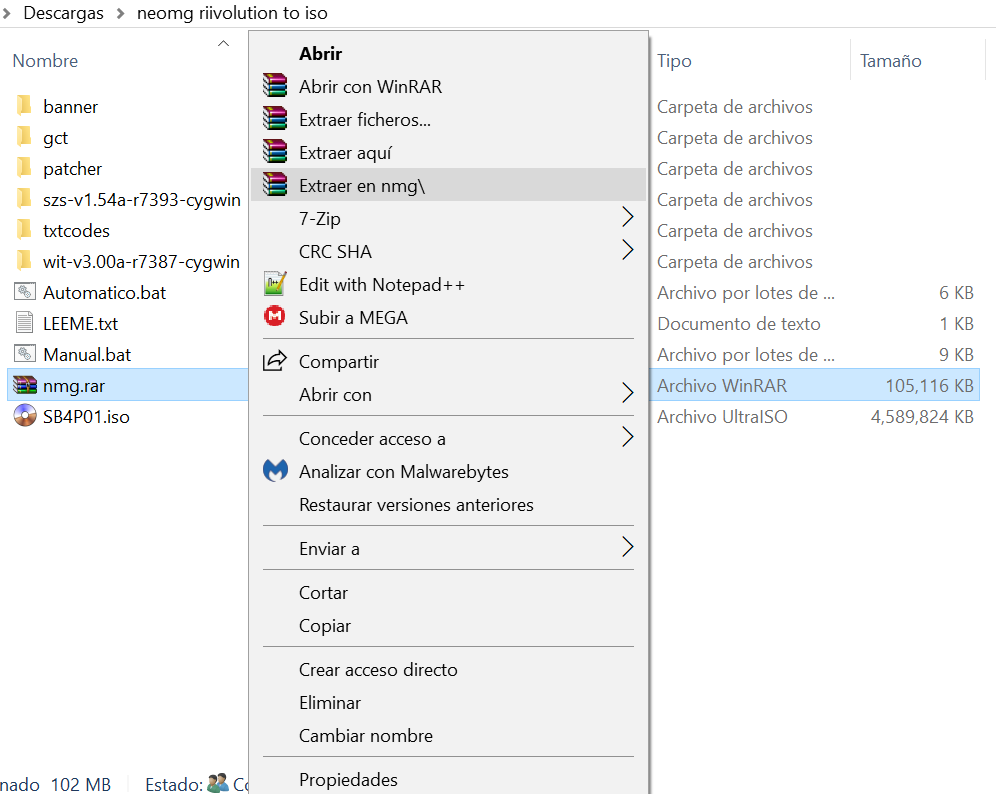 Descargas neomg riivolution to iso
Nombre
Tipo
Tamaño
banner
Carpeta de archivos
gct
Carpeta de archivos
patcher
Carpeta de archivos
szs-v1.54a-r7393-cygwin
Carpeta de archivos
txtcodes
Carpeta de archivos
wit-v3.00a-r7387-cygwin
Carpeta de archivos
Automatico.bat
Archivo por lotes de ...
6 KB
LEEME.txt
Documento de texto
1 KB
Manual.bat
Archivo por lotes de ...
9 KB
nmg.rar
Archivo WinRAR
105,116 KB
SB4P01.iso
Archivo UltraISO
4,589,824 KB
Abrir
Abrir con WinRAR
Extraer ficheros...
Extraer aquí
Extraer en nmg\
7-Zip
CRC SHA
Edit with Notepad++
Subir a MEGA
Compartir
Abrir con
Conceder acceso a
Analizar con Malwarebytes
Restaurar versiones anteriores
Enviar a
Cortar
Copiar
Crear acceso directo
Eliminar
Cambiar nombre
Propiedades
nado 102 MB Estado: